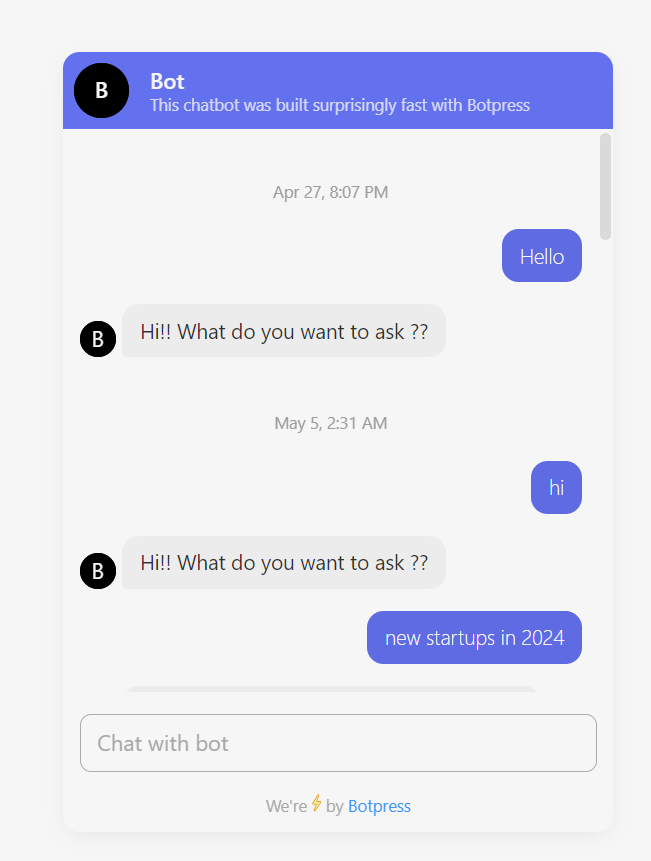 B
Bot
This chatbot was built surprisingly fast with Botpress
Apr 27, 8:07 PM
Hello
B
Hi!! What do you want to ask ??
May 5, 2:31 AM
hi
B
Hi!! What do you want to ask ??
new startups in 2024
Chat with bot
We're ⚡ by Botpress